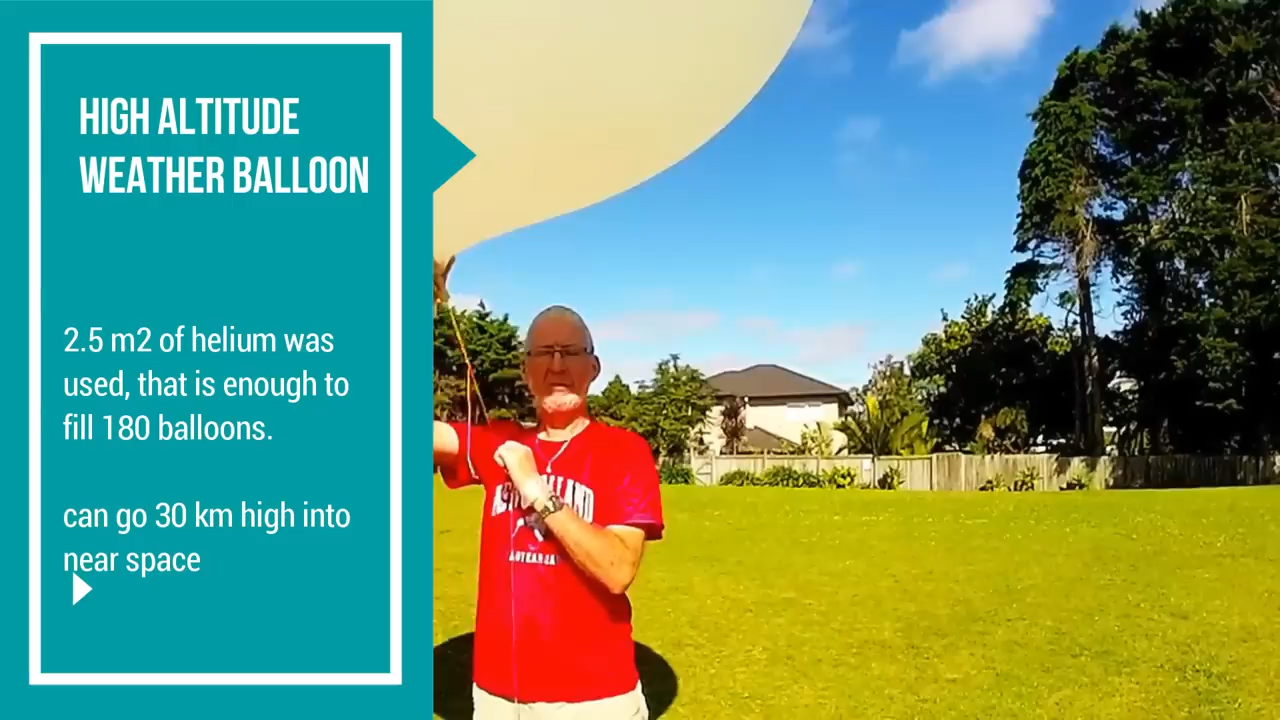 HIGH ALTITUDE
WEATHER BALLOON
2.5 m2 of helium was
used, that is enough to
fill 180 balloons.
can go 30 km high into
near space